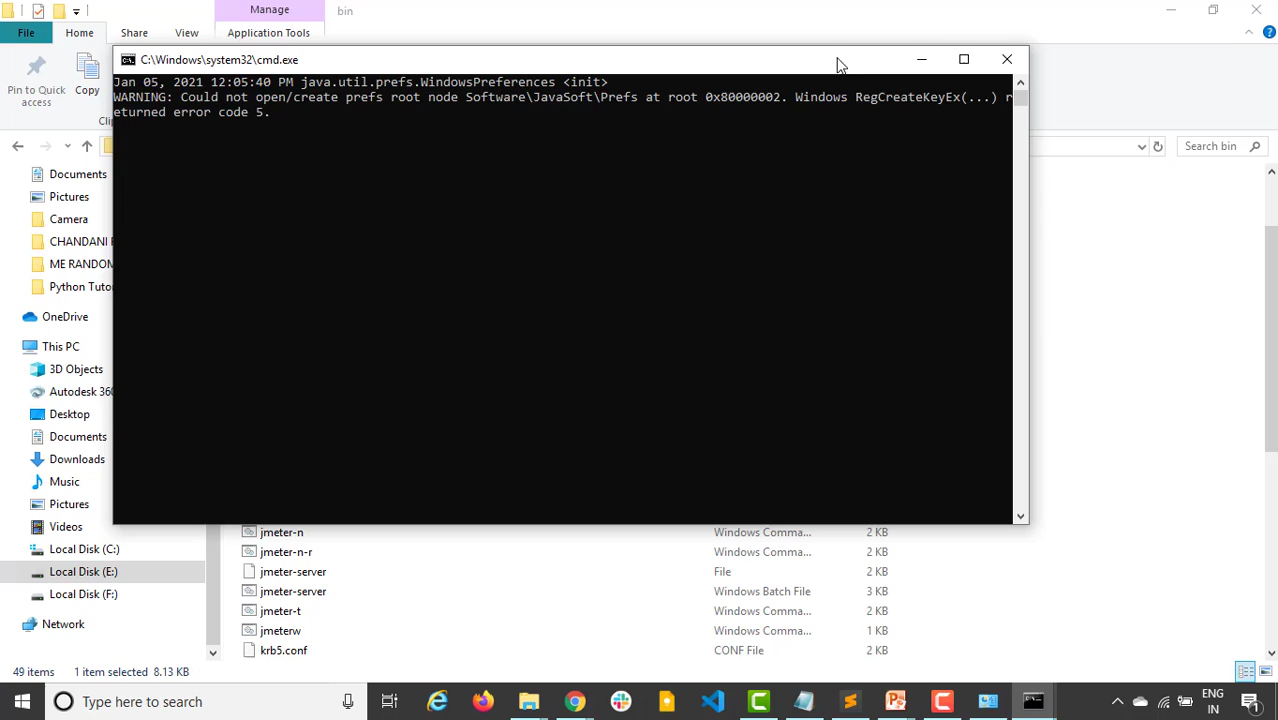 Manage
bin
File
Home
Share
View
Application Tools
Pin to Quick
access
Copy
C:\Windows\system32\cmd.exe
Jan 05, 2021 12:05:40 PM java.util.prefs.WindowsPreferences <init>
WARNING: Could not open/create prefs root node Software\JavaSoft\Prefs at root 0x80000002. Windows RegCreateKeyEx(...) r
eturned error code 5.
Search bin
Documents
Pictures
Camera
CHANDANI
ME RANDOM
Python Tuto
OneDrive
This PC
3D Objects
Autodesk 360
Desktop
Documents
Downloads
Music
Pictures
Videos
Local Disk (C:)
Local Disk (E:)
Local Disk (F:)
Network
jmeter-n Windows Comma... 2 KB
jmeter-n-r Windows Comma... 2 KB
jmeter-server File 2 KB
jmeter-server Windows Batch File 3 KB
jmeter-t Windows Comma... 2 KB
jmeterw Windows Comma... 1 KB
krb5.conf CONF File 2 KB
49 items 1 item selected 8.13 KB
Type here to search
ENG
IN